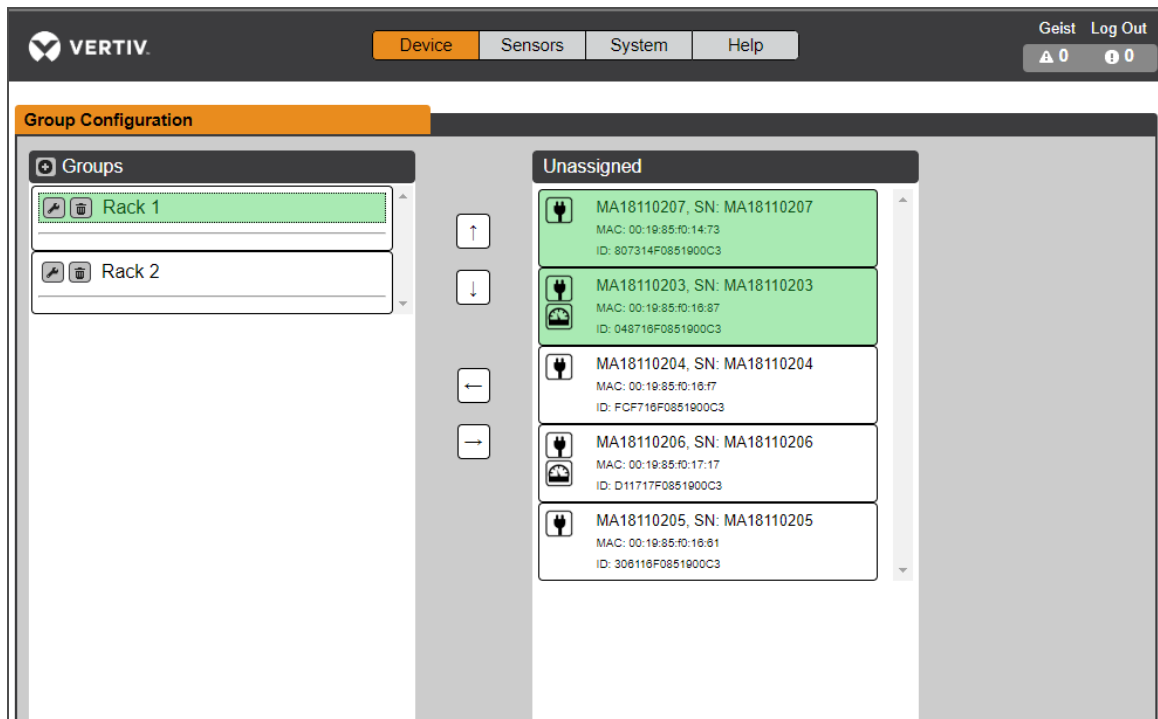 VERTIV.
Device Sensors System Help
Geist Log Out
0 0
Group Configuration
Groups
Rack 1
Rack 2
↑
↓
←
→
Unassigned
MA18110207, SN: MA18110207
MAC: 00:19:85:f0:14:73
ID: 807314F0851900C3
MA18110203, SN: MA18110203
MAC: 00:19:85:f0:16:87
ID: 048716F0851900C3
MA18110204, SN: MA18110204
MAC: 00:19:85:f0:16:f7
ID: FCF716F0851900C3
MA18110206, SN: MA18110206
MAC: 00:19:85:f0:17:17
ID: D11717F0851900C3
MA18110205, SN: MA18110205
MAC: 00:19:85:f0:16:61
ID: 306116F0851900C3